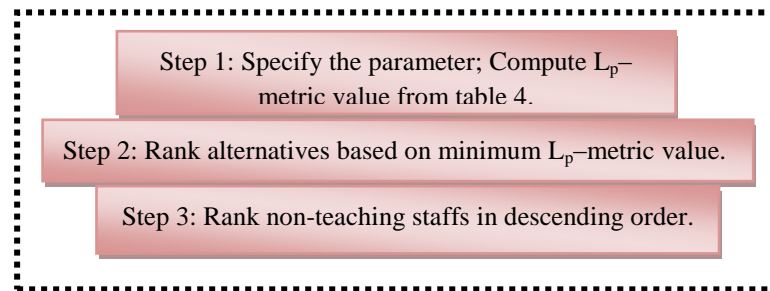 Step 1: Specify the parameter; Compute Lₚ–
metric value from table 4.
Step 2: Rank alternatives based on minimum Lₚ–metric value.
Step 3: Rank non-teaching staffs in descending order.